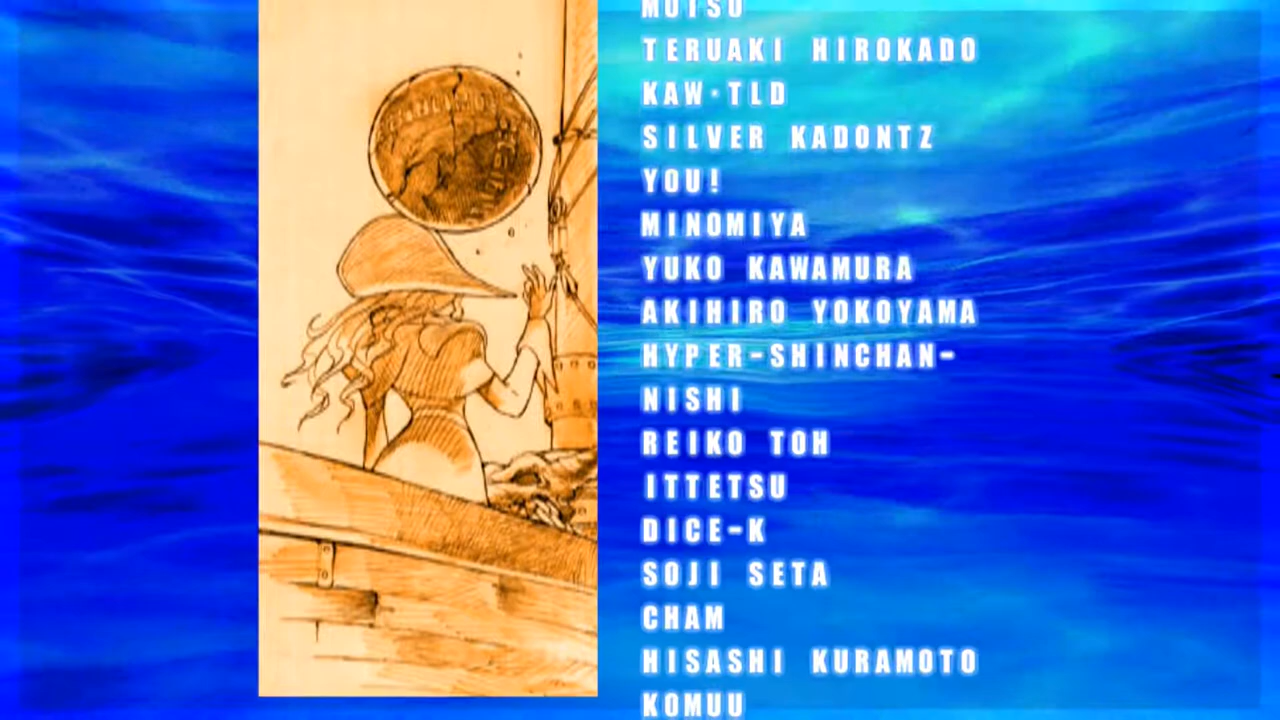 MOTSU
TERUAKI HIROKADO
KAW·TLD
SILVER KADONTZ
YOU!
MINOMIYA
YUKO KAWAMURA
AKIHIRO YOKOYAMA
HYPER-SHINCHAN-
NISHI
REIKO TOH
ITTETSU
DICE-K
SOJI SETA
CHAM
HISASHI KURAMOTO
KOMUU